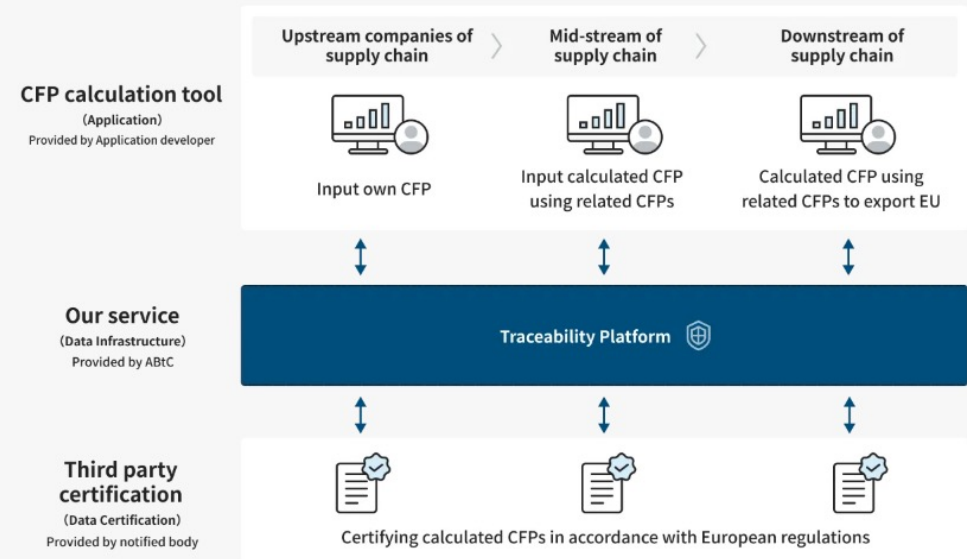 Upstream companies of
supply chain
Mid-stream of
supply chain
Downstream of
supply chain
CFP calculation tool
(Application)
Provided by Application developer
Input own CFP
Input calculated CFP
using related CFPs
Calculated CFP using
related CFPs to export EU
Our service
(Data Infrastructure)
Provided by ABtC
Traceability Platform
Third party
certification
(Data Certification)
Provided by notified body
Certifying calculated CFPs in accordance with European regulations